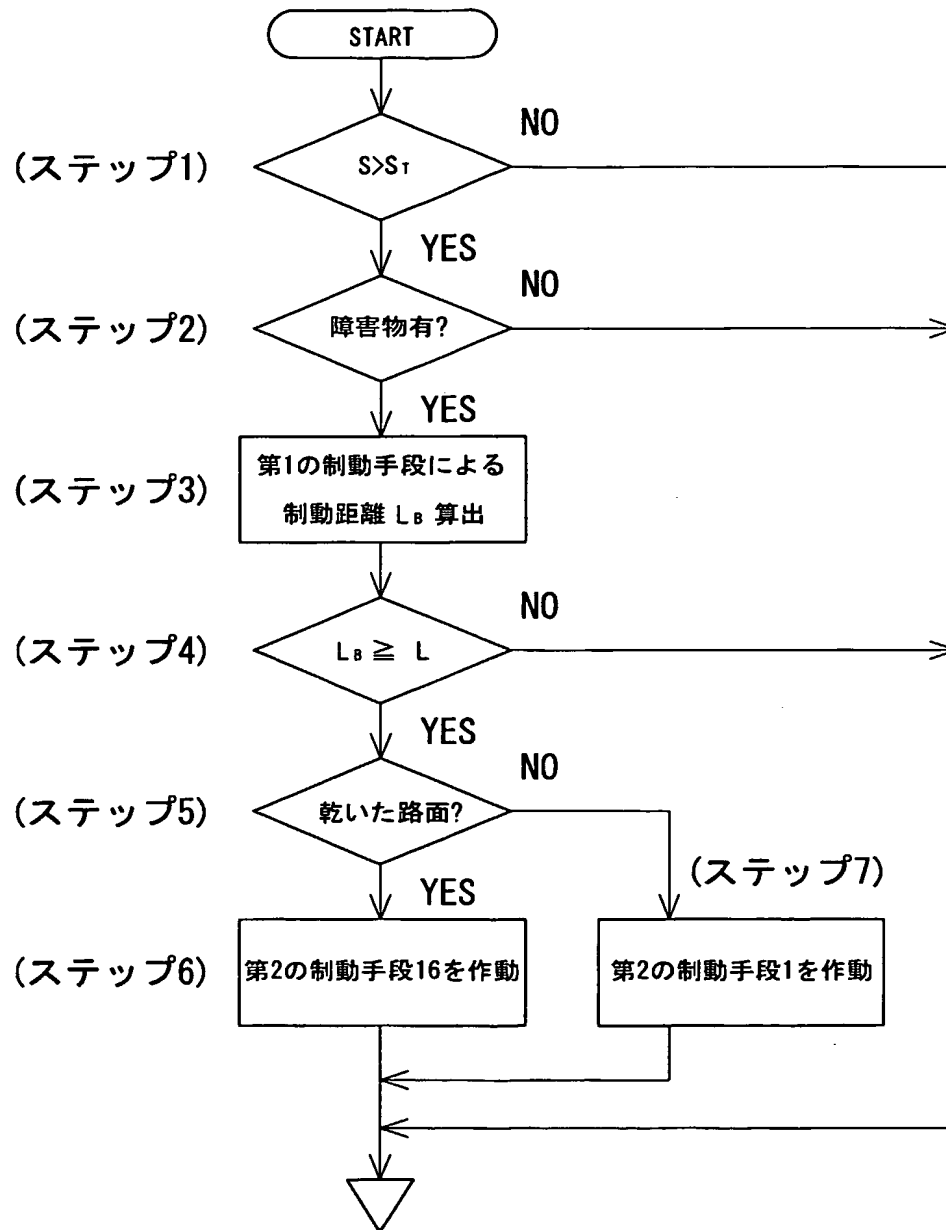 START
NO
(ステップ1)
S>ST
YES
NO
(ステップ2)
障害物有?
YES
(ステップ3)
第1の制動手段による
制動距離 LB 算出
NO
(ステップ4)
LB ≧ L
YES
NO
(ステップ5)
乾いた路面?
(ステップ7)
YES
(ステップ6)
第2の制動手段16を作動
第2の制動手段1を作動